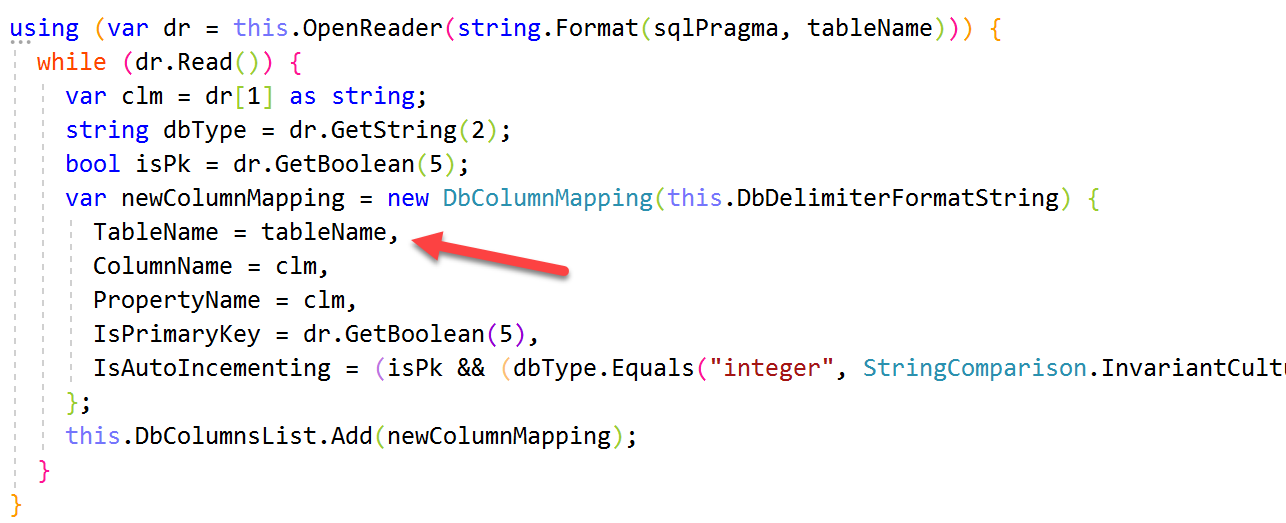 using (var dr = this.OpenReader(string.Format(sqlPragma, tableName))) {
while (dr.Read()) {
var clm = dr[1] as string;
string dbType = dr.GetString(2);
bool isPk = dr.GetBoolean(5);
var newColumnMapping = new DbColumnMapping(this.DbDelimiterFormatString) {
TableName = tableName,
ColumnName = clm,
PropertyName = clm,
IsPrimaryKey = dr.GetBoolean(5),
IsAutoIncementing = (isPk && (dbType.Equals("integer", StringComparison.InvariantCultu
};
this.DbColumnsList.Add(newColumnMapping);
}
}